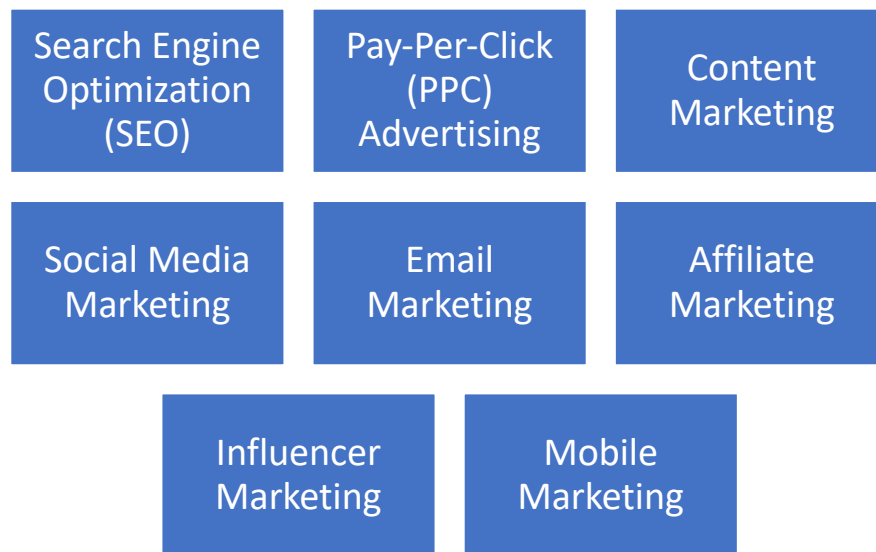 Search Engine
Optimization
(SEO)
Pay-Per-Click
(PPC)
Advertising
Content
Marketing
Social Media
Marketing
Email
Marketing
Affiliate
Marketing
Influencer
Marketing
Mobile
Marketing